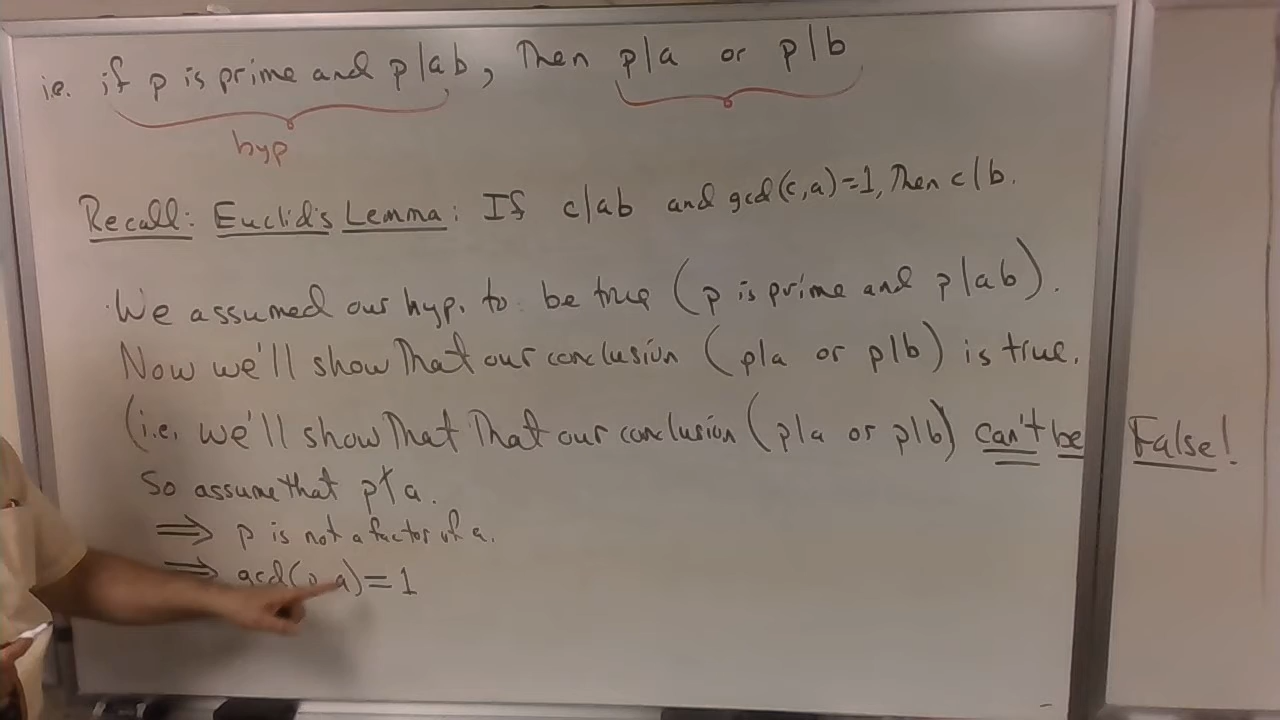 i.e. if p is prime and p|ab, Then p|a or p|b
hyp
Recall: Euclid's Lemma: If c|ab and gcd(c,a)=1, Then c|b.
We assumed our hyp. to be true (p is prime and p|ab).
Now we'll show That our conclusion (p|a or p|b) is true.
(i.e. we'll show That That our conclusion (p|a or p|b) can't be False!
So assume that p∤a.
⟹ p is not a factor of a.
⟹ gcd(p,a)=1